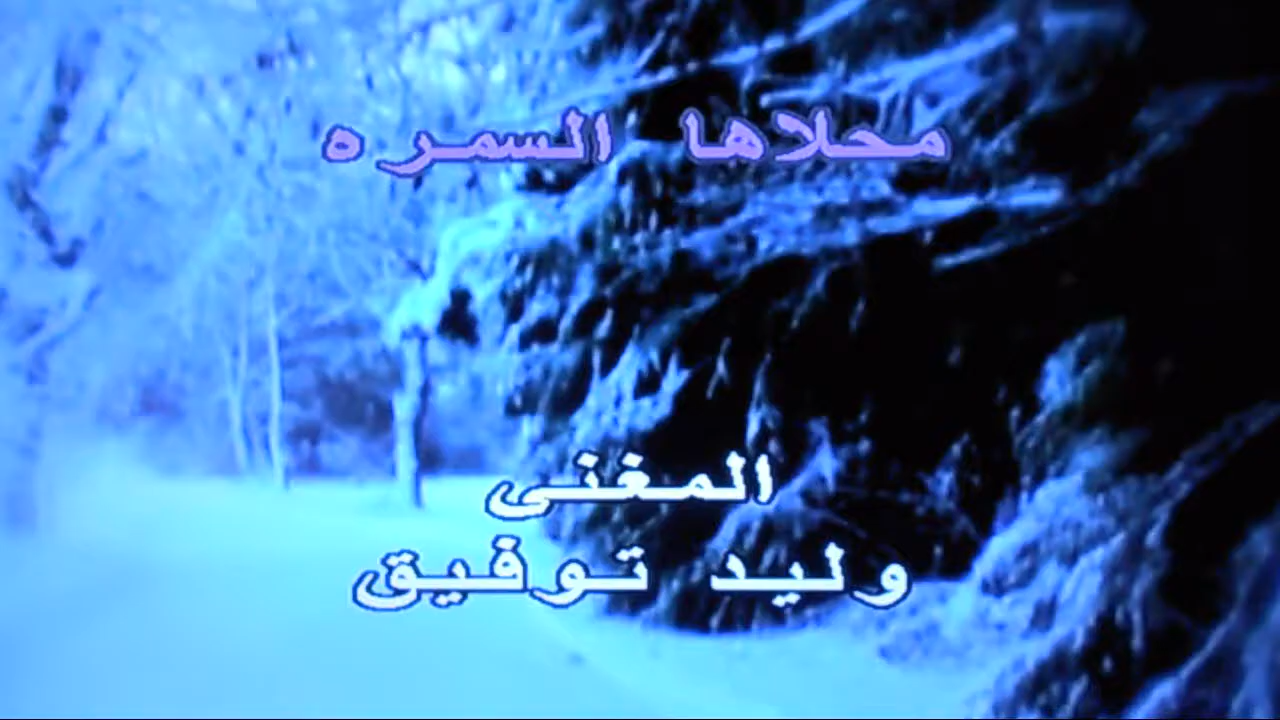 محلاها السمره
المغنى
وليد توفيق